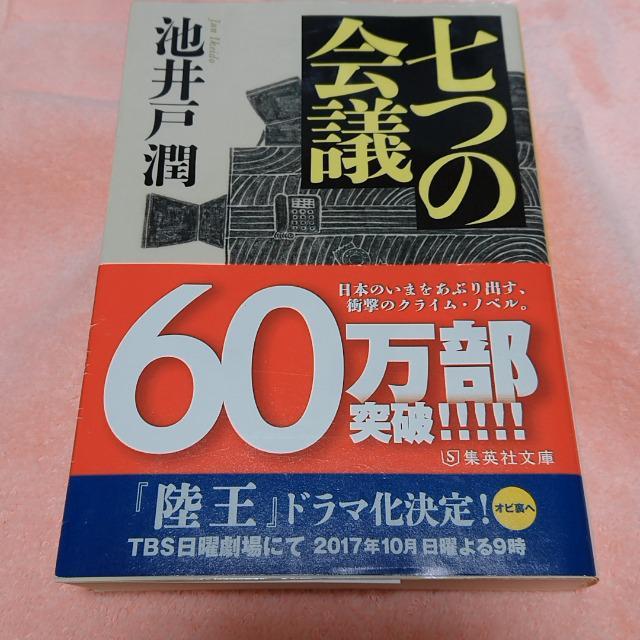 七つの
会議
池井戸潤
Jun Ikeido
日本のいまをあぶり出す、
衝撃のクライム・ノベル。
60万部
突破!!!!!
S集英社文庫
『陸王』ドラマ化決定!
オビ裏へ
TBS日曜劇場にて 2017年10月 日曜よる9時